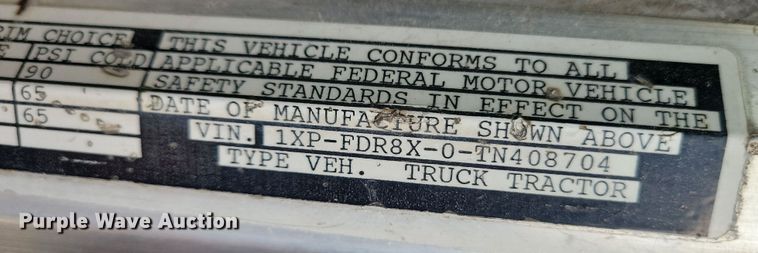 RIM CHOICE
PSI COLD
90
65
65
THIS VEHICLE CONFORMS TO ALL
APPLICABLE FEDERAL MOTOR VEHICLE
SAFETY STANDARDS IN EFFECT ON THE
DATE OF MANUFACTURE SHOWN ABOVE
VIN. 1XP-FDR8X-0-TN408704
TYPE VEH. TRUCK TRACTOR
Purple Wave Auction